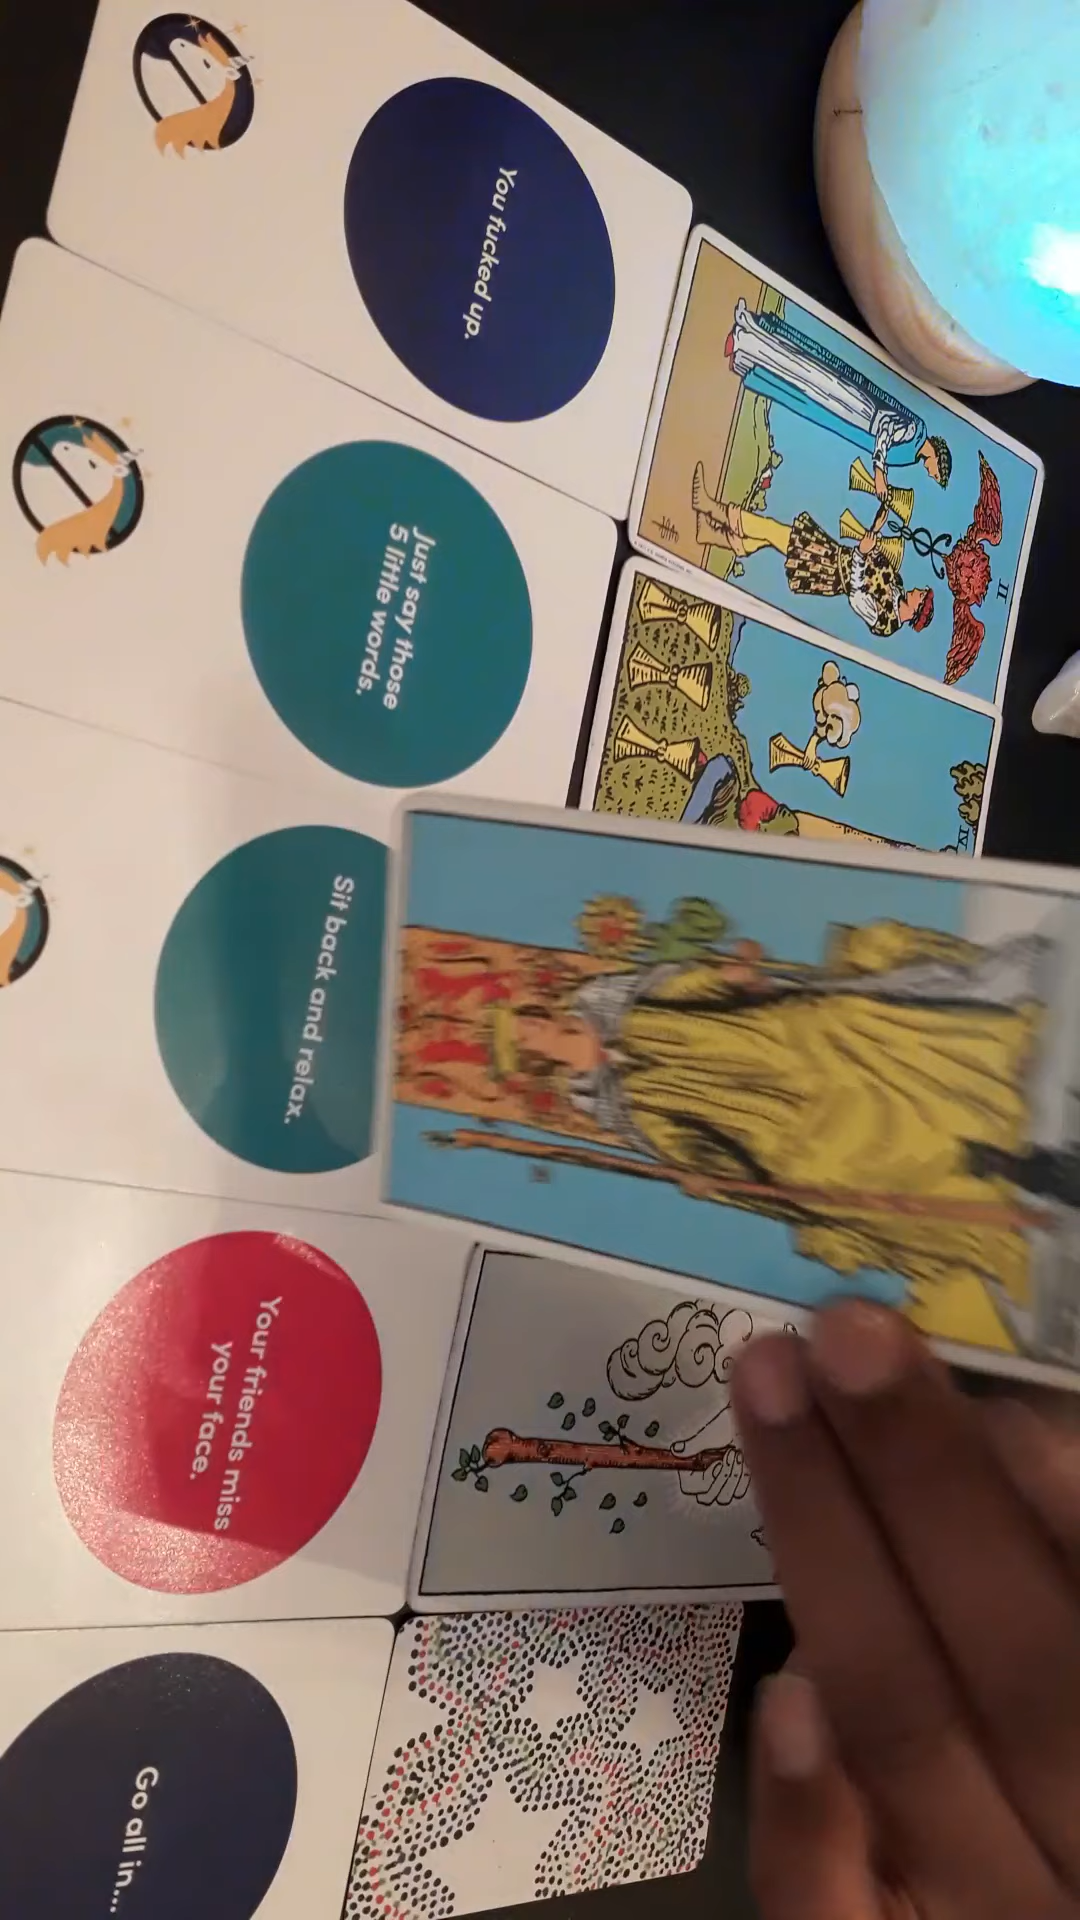 You fucked up.
Just say those
5 little words.
Sit back and relax.
Your friends miss
your face.
Go all in...
II
IV